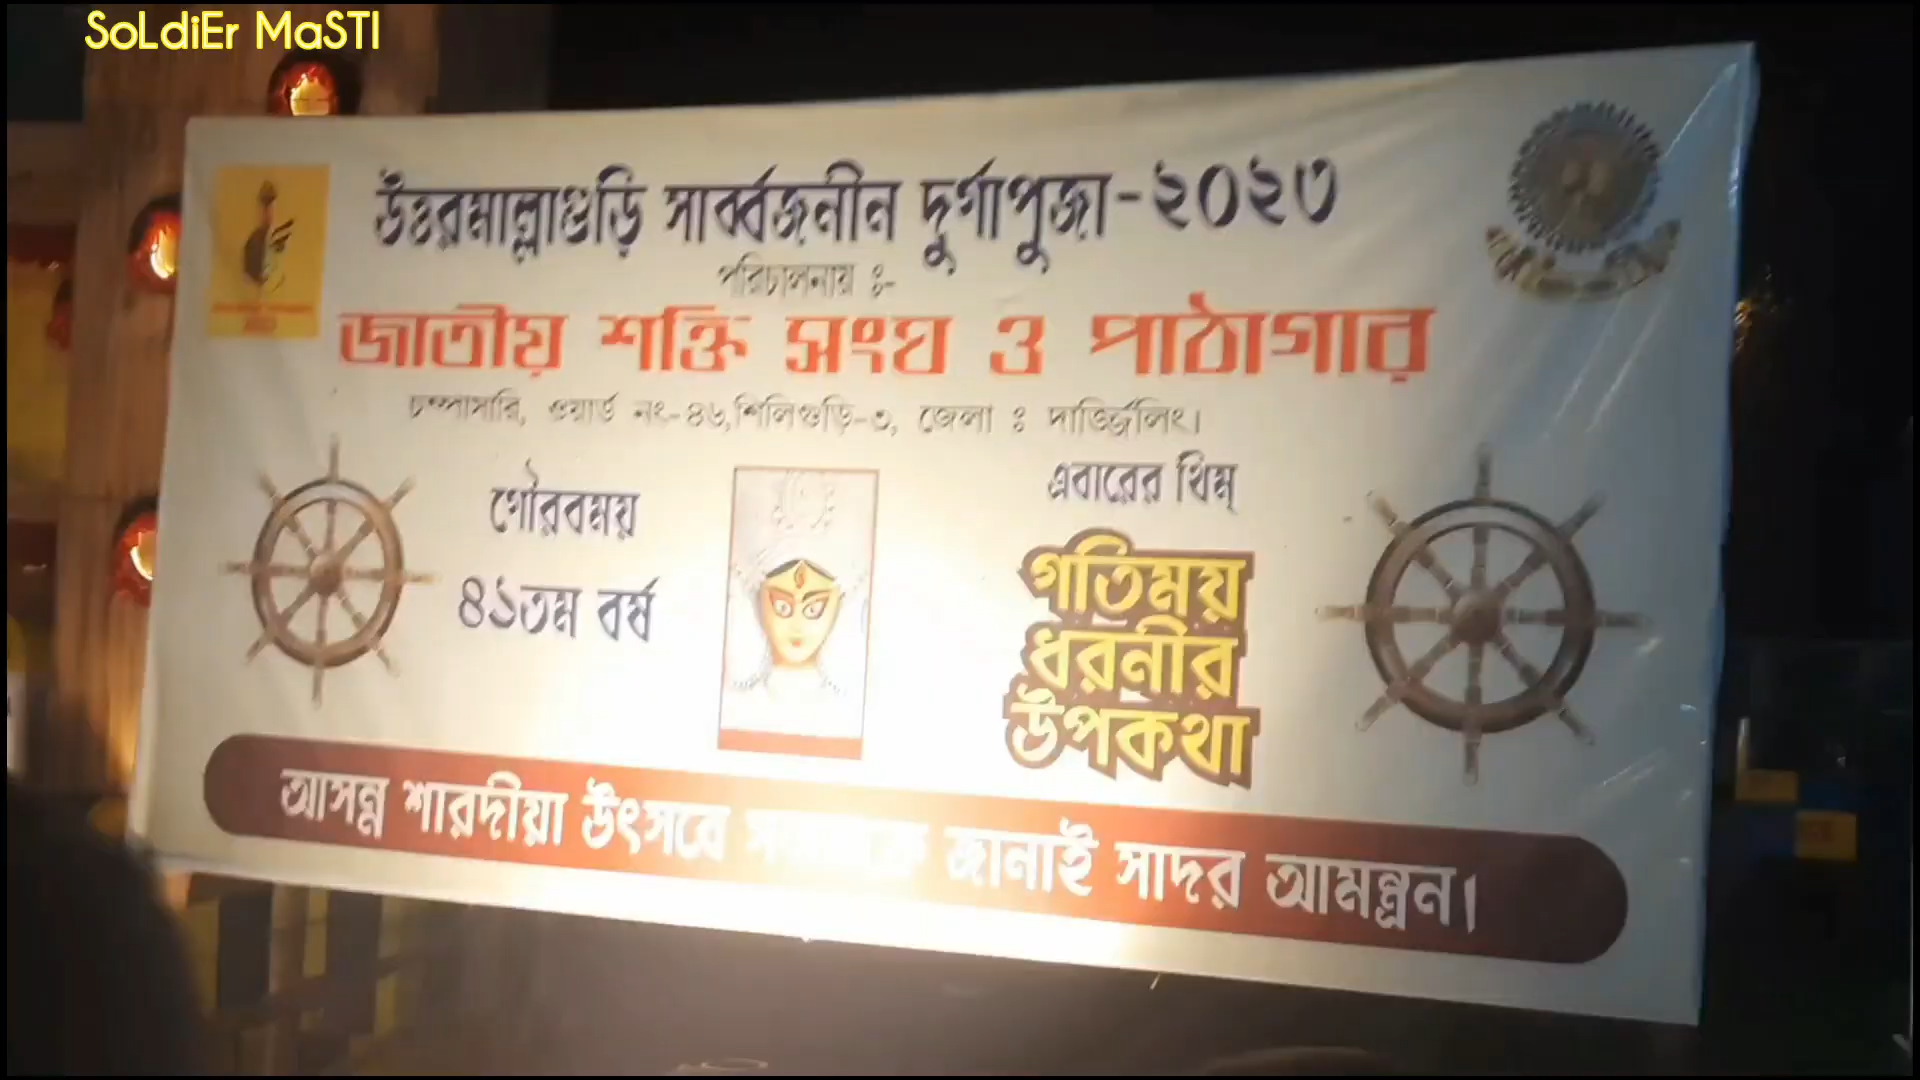 SoLdiEr MaSTI
উত্তরমাল্লাগুড়ি সার্ব্বজনীন দুর্গাপুজা-২০২৩
পরিচালনায় ঃ-
জাতীয় শক্তি সংঘ ও পাঠাগার
চম্পাসারি, ওয়ার্ড নং-৪৬,শিলিগুড়ি-৩, জেলা ঃ দার্জ্জিলিং।
গৌরবময়
৪১তম বর্ষ
এবারের থিম্
গতিময়
ধরনীর
উপকথা
আসন্ন শারদীয়া উৎসবে জানাই সাদর আমন্ত্রন।